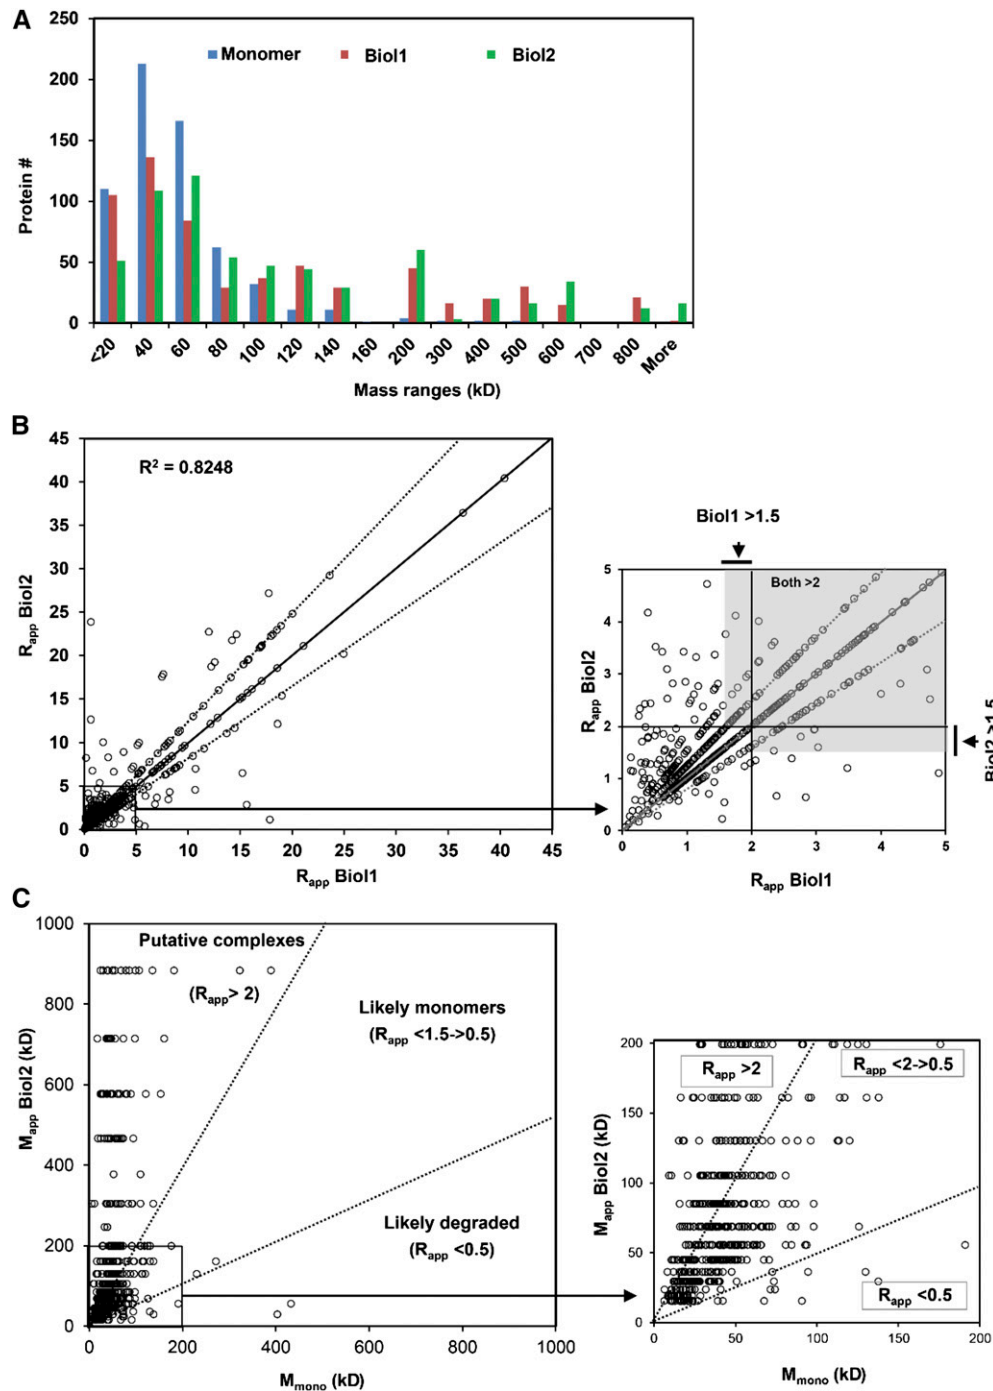 A
250
200
150
100
50
0
Protein #
Monomer Biol1 Biol2
<20 40 60 80 100 120 140 160 200 300 400 500 600 700 800 More
Mass ranges (kD)
B
45
40
35
30
25
20
15
10
5
0
Rapp Biol2
R² = 0.8248
0 5 10 15 20 25 30 35 40 45
Rapp Biol1
Biol1 >1.5
5
4
3
2
1
0
Rapp Biol2
Both >2
Biol2 >1.5
0 1 2 3 4 5
Rapp Biol1
C
1000
800
600
400
200
0
Mapp Biol2 (kD)
Putative complexes
(Rapp> 2)
Likely monomers
(Rapp <1.5->0.5)
Likely degraded
(Rapp <0.5)
0 200 400 600 800 1000
Mmono (kD)
200
150
100
50
0
Mapp Biol2 (kD)
Rapp >2
Rapp <2->0.5
Rapp <0.5
0 50 100 150 200
Mmono (kD)